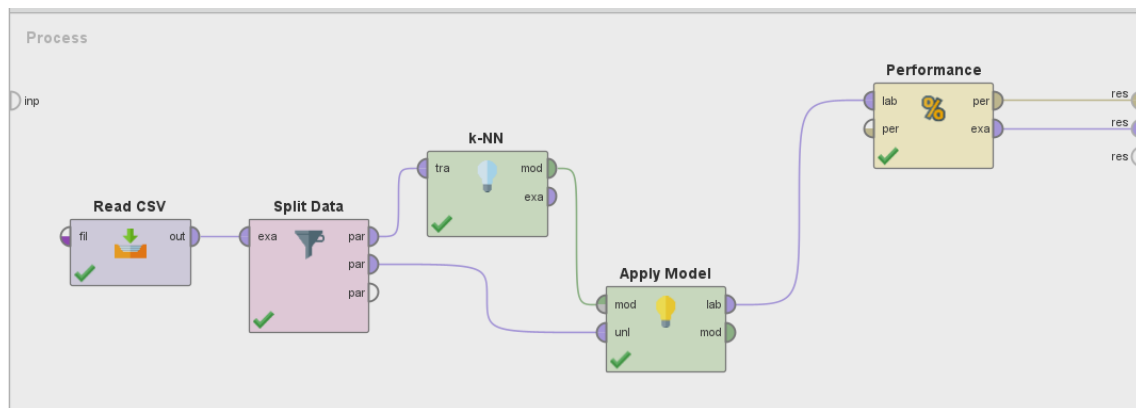 Process
inp
Read CSV
fil out
Split Data
exa par
par
par
k-NN
tra mod
exa
Apply Model
mod lab
unl mod
Performance
%
lab per
per exa
res
res
res